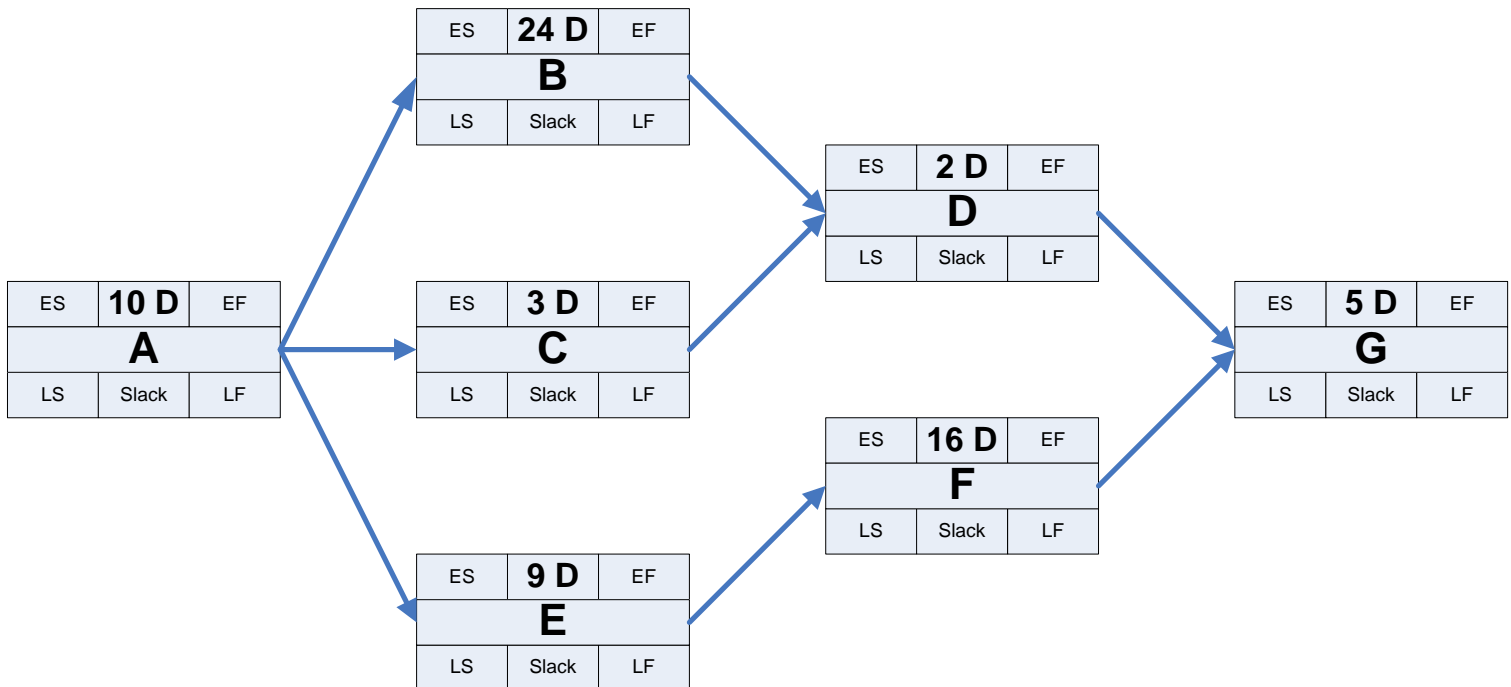 ES 24 D EF
B
LS Slack LF
ES 2 D EF
D
LS Slack LF
ES 10 D EF
A
LS Slack LF
ES 3 D EF
C
LS Slack LF
ES 5 D EF
G
LS Slack LF
ES 16 D EF
F
LS Slack LF
ES 9 D EF
E
LS Slack LF